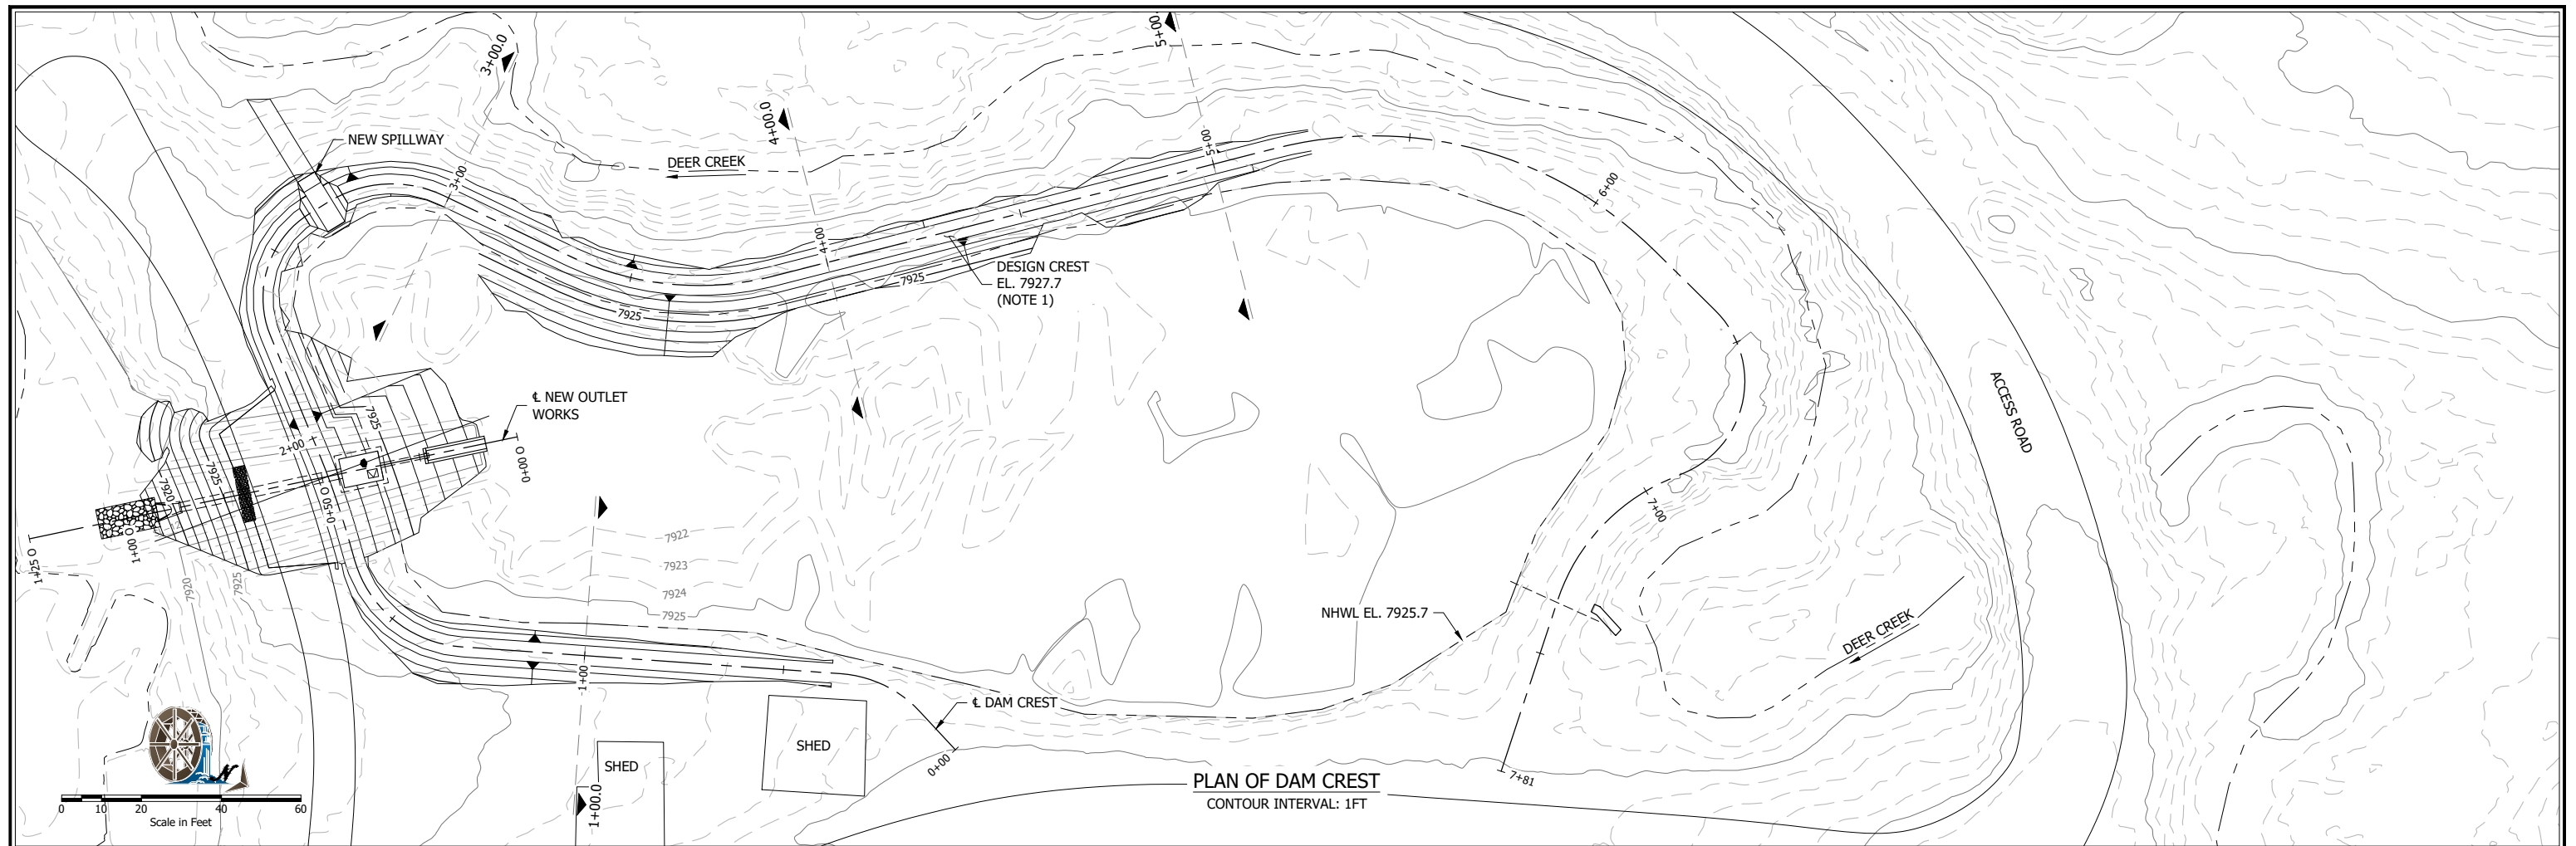 3+00.0
5+00
4+00.0
NEW SPILLWAY
DEER CREEK
3+00
5+00
6+00
4+00
DESIGN CREST
EL. 7927.7
(NOTE 1)
7925
7925
ACCESS ROAD
℄ NEW OUTLET
WORKS
7925
2+00
0+00 O
7925
7920
0+50 O
1+00 O
1+25 O
7+00
7922
7923
7924
7925
7920
7925
NHWL EL. 7925.7
DEER CREEK
1+00
℄ DAM CREST
SHED
SHED
0+00
7+81
N
PLAN OF DAM CREST
CONTOUR INTERVAL: 1FT
1+00.0
0 10 20 40 60
Scale in Feet